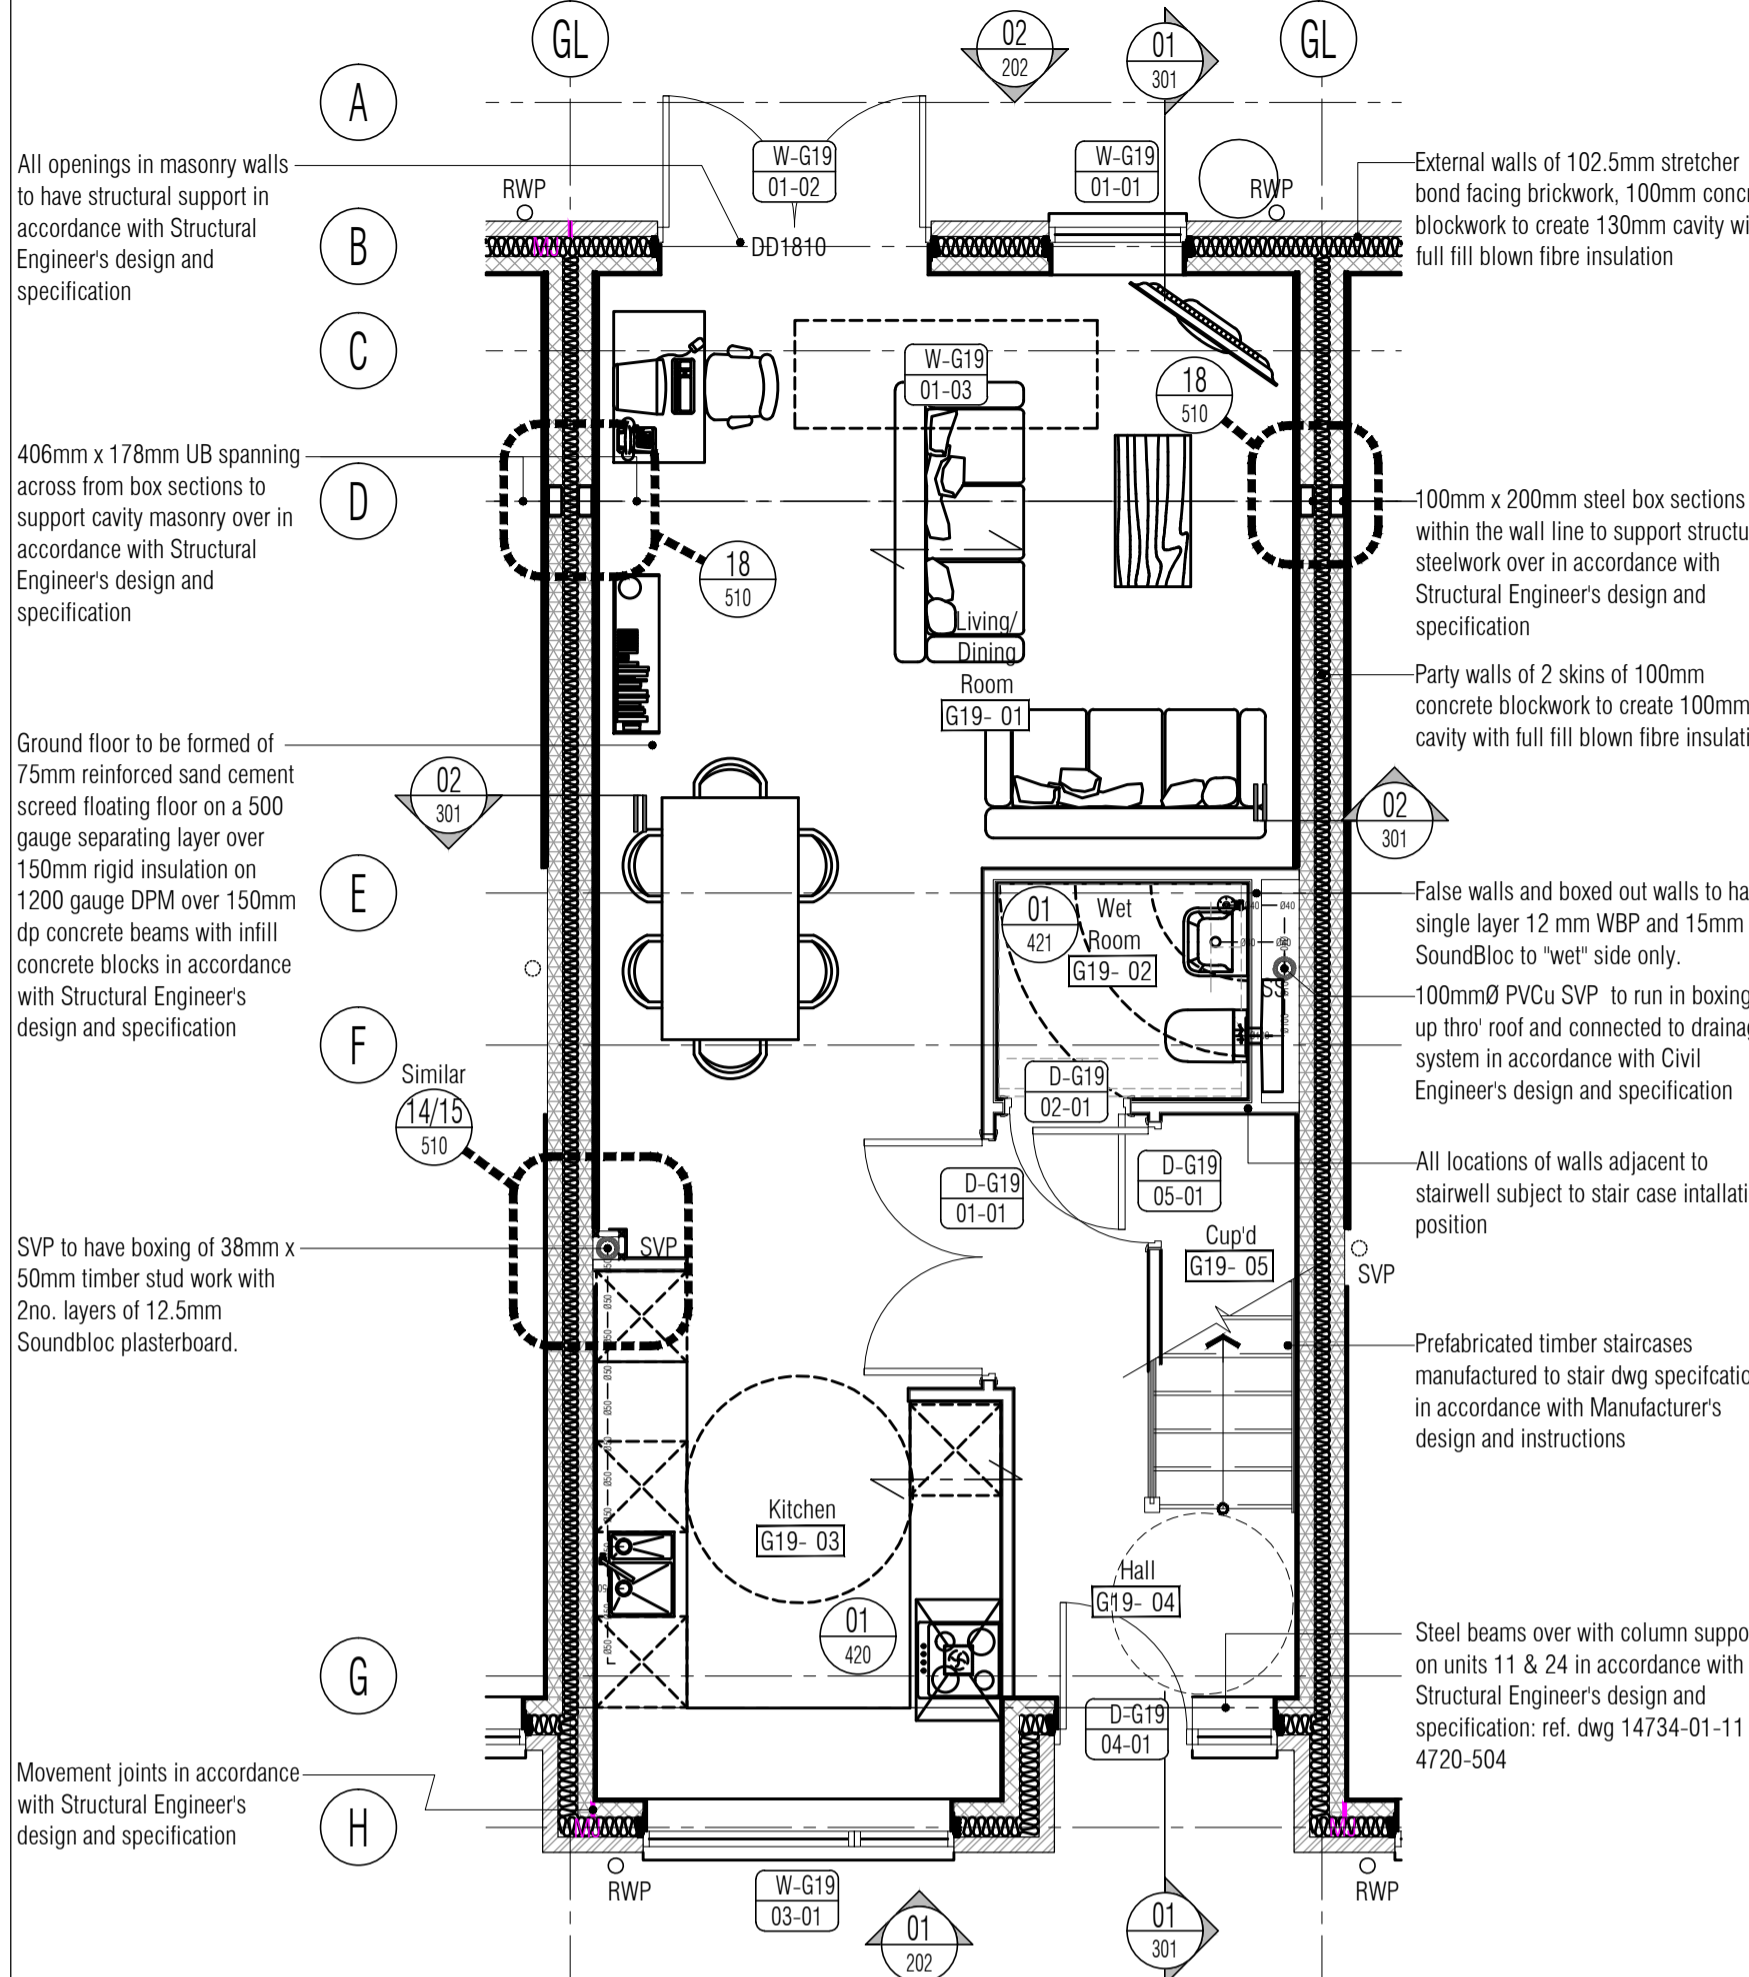 GL
GL
02
202
01
301
A
W-G19
01-02
W-G19
01-01
RWP
RWP
All openings in masonry walls
to have structural support in
accordance with Structural
Engineer's design and
specification
External walls of 102.5mm stretcher
bond facing brickwork, 100mm
blockwork to create 130mm cavity
full fill blown fibre insulation
B
MJ
DD1810
C
W-G19
01-03
18
510
406mm x 178mm UB spanning
across from box sections to
support cavity masonry over in
accordance with Structural
Engineer's design and
specification
D
18
510
100mm x 200mm steel box sections
within the wall line to support
steelwork over in accordance with
Structural Engineer's design and
specification
Living/
Dining
Room
G19- 01
Party walls of 2 skins of 100mm
concrete blockwork to create 100mm
cavity with full fill blown fibre
Ground floor to be formed of
75mm reinforced sand cement
screed floating floor on a 500
gauge separating layer over
150mm rigid insulation on
1200 gauge DPM over 150mm
dp concrete beams with infill
concrete blocks in accordance
with Structural Engineer's
design and specification
02
301
02
301
E
01
421
Wet
Room
G19- 02
Ø40
SS
False walls and boxed out walls to
single layer 12 mm WBP and 15mm
SoundBloc to "wet" side only.
100mmØ PVCu SVP to run in boxing
up thro' roof and connected to
system in accordance with Civil
Engineer's design and specification
F
Similar
14/15
510
D-G19
02-01
D-G19
01-01
D-G19
05-01
All locations of walls adjacent to
stairwell subject to stair case
position
SVP to have boxing of 38mm x
50mm timber stud work with
2no. layers of 12.5mm
Soundbloc plasterboard.
SVP
Cup'd
G19- 05
SVP
Ø50
Ø50
Ø50
Ø50
Ø50
Ø50
Prefabricated timber staircases
manufactured to stair dwg
in accordance with Manufacturer's
design and instructions
Kitchen
G19- 03
Hall
G19- 04
01
420
G
D-G19
04-01
Steel beams over with column
on units 11 & 24 in accordance with
Structural Engineer's design and
specification: ref. dwg 14734-01-11
4720-504
Movement joints in accordance
with Structural Engineer's
design and specification
H
MJ
MJ
RWP
RWP
W-G19
03-01
01
202
01
301